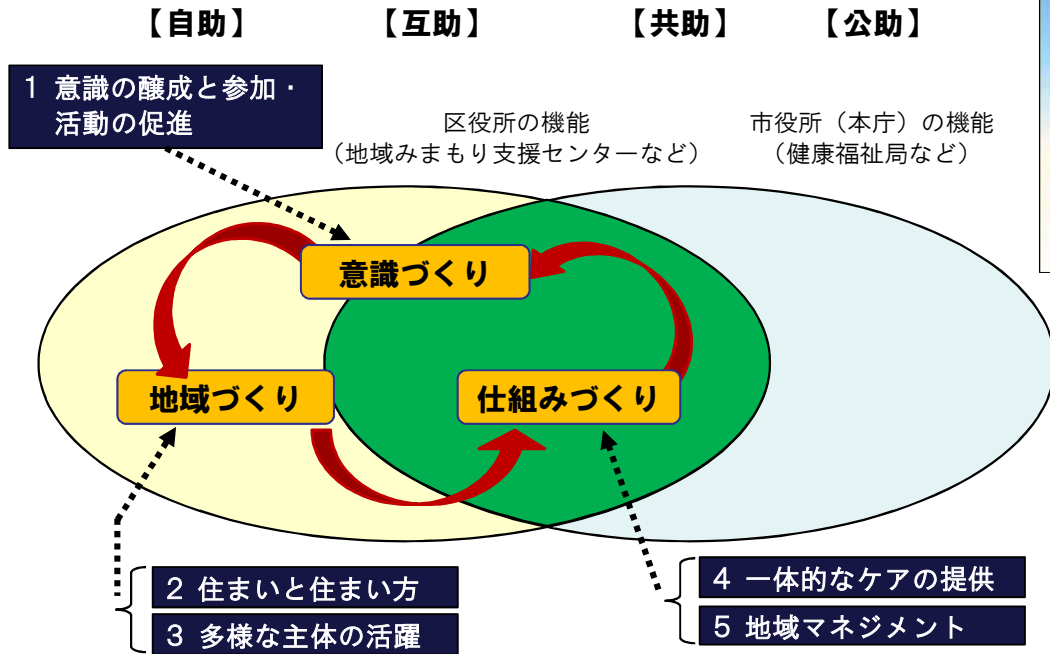 【自助】 【互助】 【共助】 【公助】
1 意識の醸成と参加・
活動の促進
区役所の機能
（地域みまもり支援センターなど）
市役所（本庁）の機能
（健康福祉局など）
意識づくり
地域づくり
仕組みづくり
2 住まいと住まい方
3 多様な主体の活躍
4 一体的なケアの提供
5 地域マネジメント